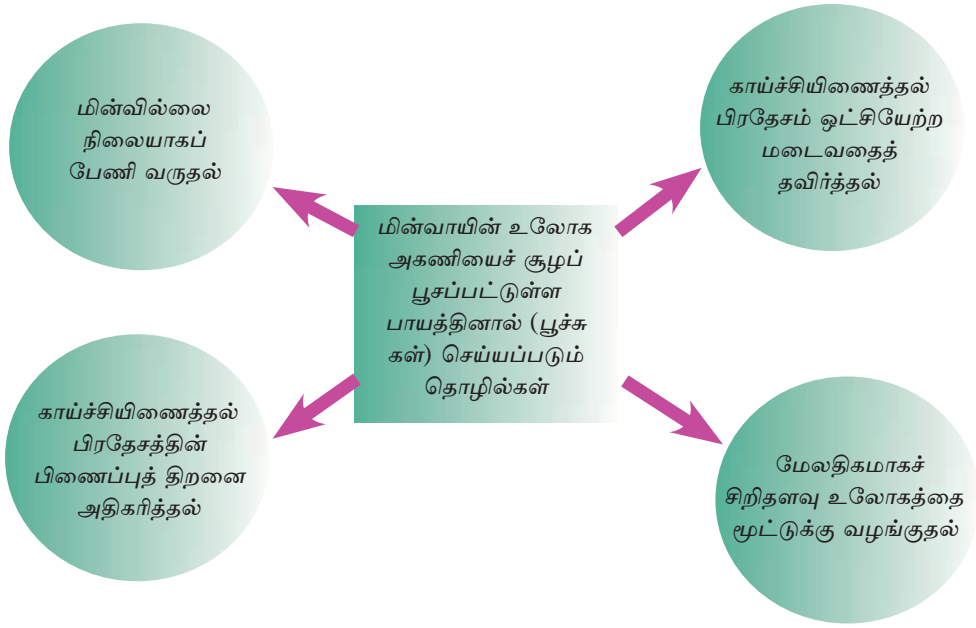 மின்வில்லை
நிலையாகப்
பேணி வருதல்
காய்ச்சியிணைத்தல்
பிரதேசம் ஒட்சியேற்ற
மடைவதைத்
தவிர்த்தல்
மின்வாயின் உலோக
அகணியைச் சூழப்
பூசப்பட்டுள்ள
பாயத்தினால் (பூச்சு
கள்) செய்யப்படும்
தொழில்கள்
காய்ச்சியிணைத்தல்
பிரதேசத்தின்
பிணைப்புத் திறனை
அதிகரித்தல்
மேலதிகமாகச்
சிறிதளவு உலோகத்தை
மூட்டுக்கு வழங்குதல்